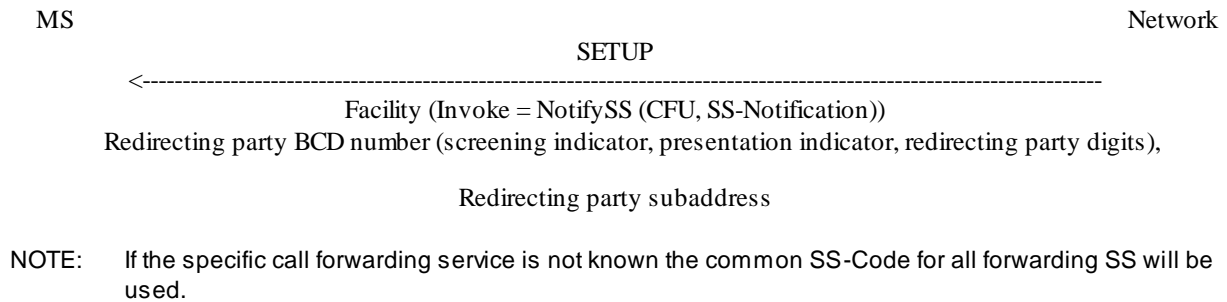 MS Network
SETUP
<------------------------------------------------------------------------------------------------------------------------
Facility (Invoke = NotifySS (CFU, SS-Notification))
Redirecting party BCD number (screening indicator, presentation indicator, redirecting party digits),
Redirecting party subaddress
NOTE: If the specific call forwarding service is not known the common SS-Code for all forwarding SS will be
used.